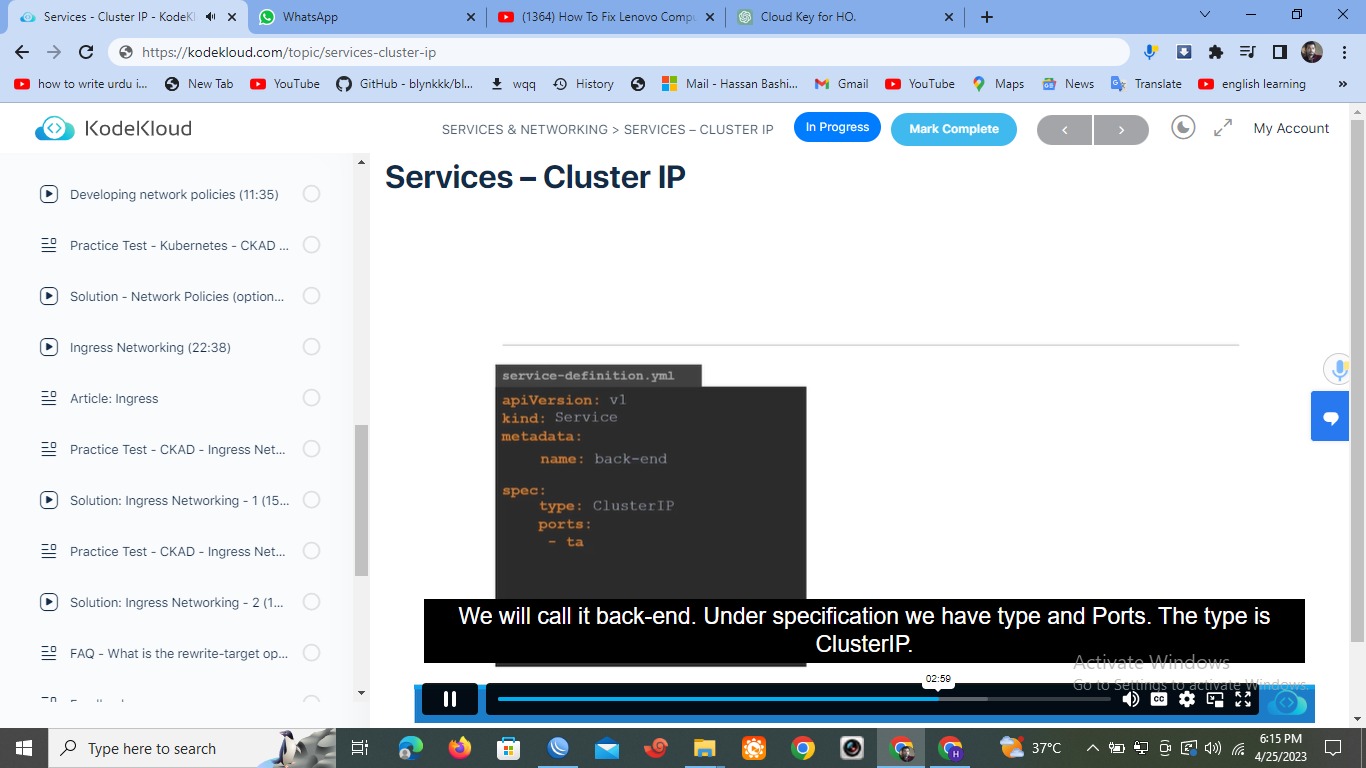 Services - Cluster IP - KodeKl
WhatsApp
(1364) How To Fix Lenovo Compu
Cloud Key for HO.
https://kodekloud.com/topic/services-cluster-ip
how to write urdu i...
New Tab
YouTube
GitHub - blynkkk/bl...
wqq
History
Mail - Hassan Bashi...
Gmail
YouTube
Maps
News
Translate
english learning
»
KodeKloud
SERVICES & NETWORKING > SERVICES – CLUSTER IP
In Progress
Mark Complete
<
>
My Account
Developing network policies (11:35)
Practice Test - Kubernetes - CKAD ...
Solution - Network Policies (option...
Ingress Networking (22:38)
Article: Ingress
Practice Test - CKAD - Ingress Net...
Solution: Ingress Networking - 1 (15...
Practice Test - CKAD - Ingress Net...
Solution: Ingress Networking - 2 (1...
FAQ - What is the rewrite-target op...
Services – Cluster IP
service-definition.yml
apiVersion: v1
kind: Service
metadata:
name: back-end
spec:
type: ClusterIP
ports:
- ta
We will call it back-end. Under specification we have type and Ports. The type is
ClusterIP.
Activate Windows
Go to Settings to activate Windows.
02:59
CC
Type here to search
37°C
6:15 PM
4/25/2023